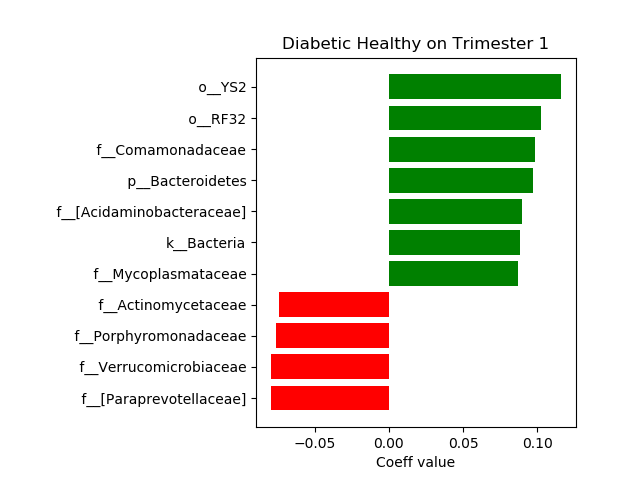 Diabetic Healthy on Trimester 1
o__YS2
o__RF32
f__Comamonadaceae
p__Bacteroidetes
f__[Acidaminobacteraceae]
k__Bacteria
f__Mycoplasmataceae
f__Actinomycetaceae
f__Porphyromonadaceae
f__Verrucomicrobiaceae
f__[Paraprevotellaceae]
−0.05 0.00 0.05 0.10
Coeff value